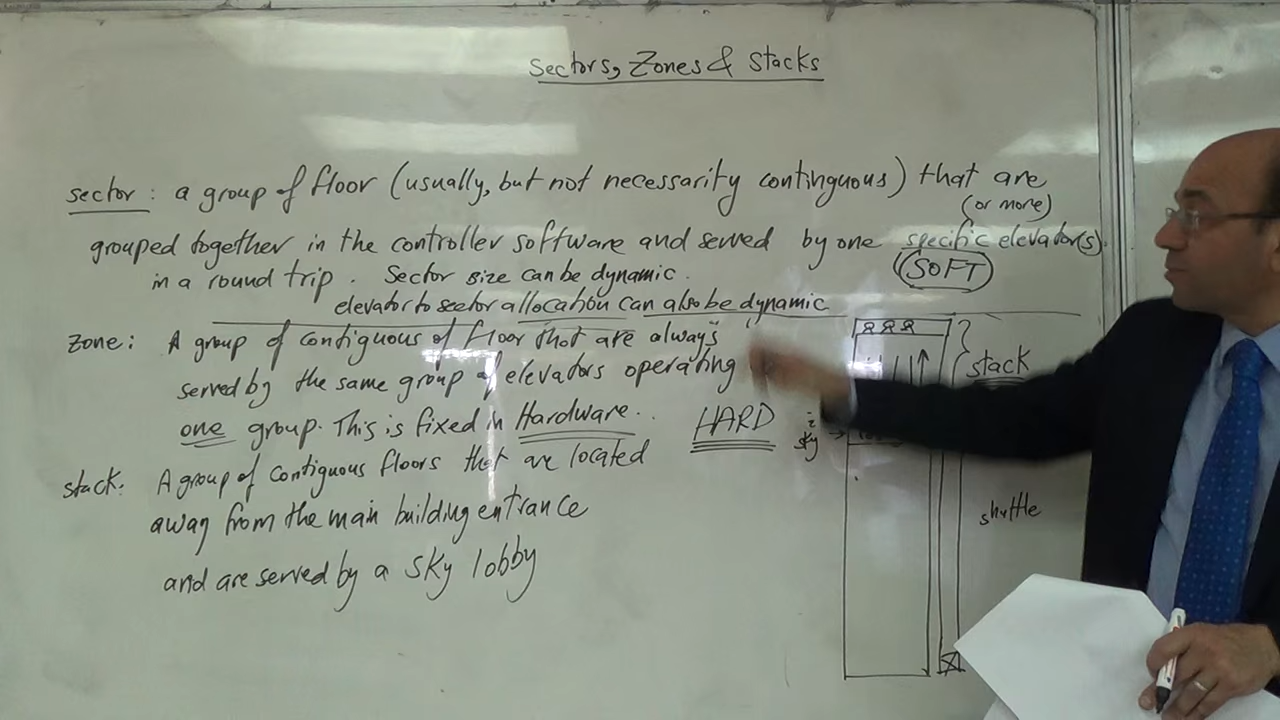 Sectors, Zones & Stacks
sector: a group of floor (usually, but not necessarity continguous) that are
(or more)
grouped together in the controller software and served by one specific elevator(s).
in a round trip. Sector size can be dynamic.
SOFT
elevator to sector allocation can also be dynamic
Zone: A group of contiguous of floor that are always
served by the same group of elevators operating
one group. This is fixed in Hardware..
HARD
stack
sky
stack: A group of contiguous floors that are located
away from the main building entrance
and are served by a sky lobby
shuttle